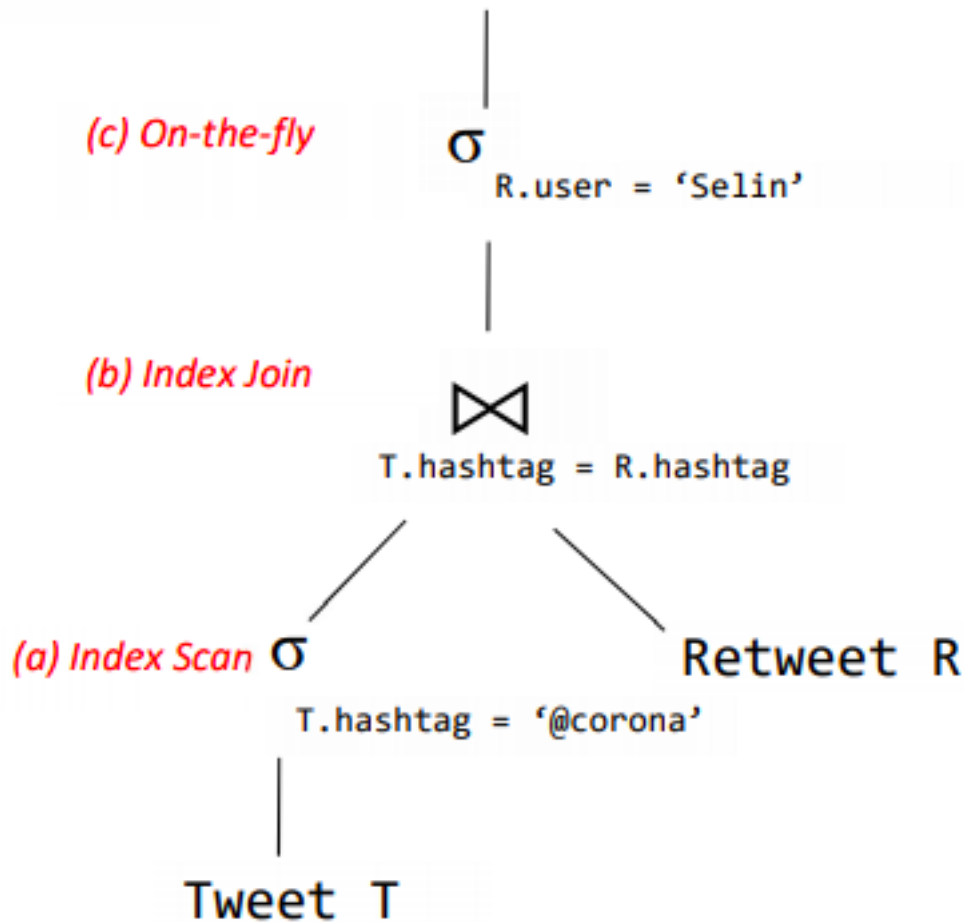 (c) On-the-fly
σ
R.user = ‘Selin’
(b) Index Join
⋈
T.hashtag = R.hashtag
(a) Index Scan σ
Retweet R
T.hashtag = ‘@corona’
Tweet T